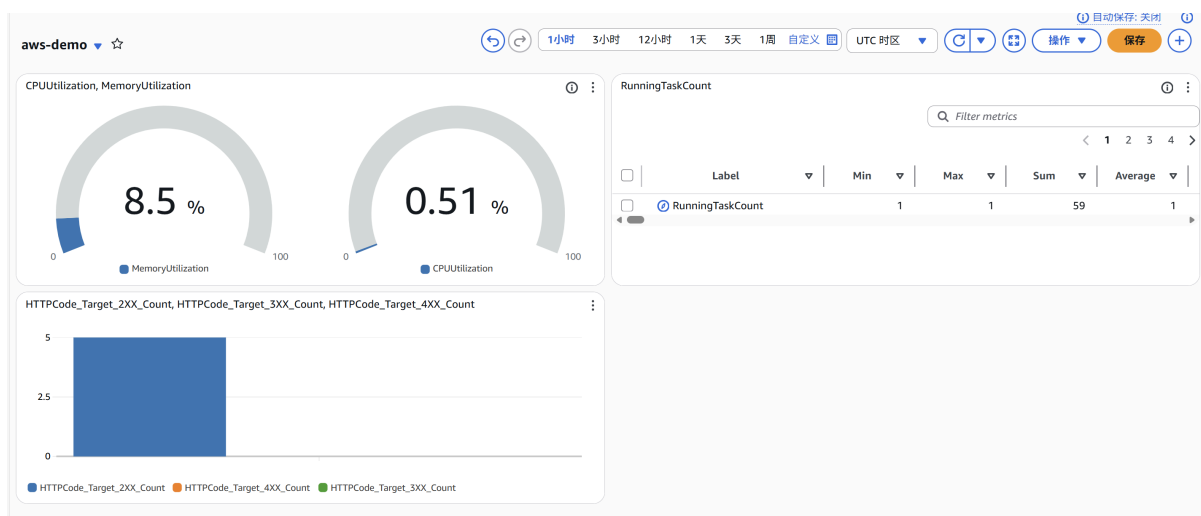 自动保存: 关闭
aws-demo
1小时 3小时 12小时 1天 3天 1周 自定义 UTC 时区 操作 保存
CPUUtilization, MemoryUtilization
8.5 %
0 100
MemoryUtilization
0.51 %
0 100
CPUUtilization
RunningTaskCount
Filter metrics
1 2 3 4
Label Min Max Sum Average
RunningTaskCount 1 1 59 1
HTTPCode_Target_2XX_Count, HTTPCode_Target_3XX_Count, HTTPCode_Target_4XX_Count
5
2.5
0
HTTPCode_Target_2XX_Count HTTPCode_Target_4XX_Count HTTPCode_Target_3XX_Count